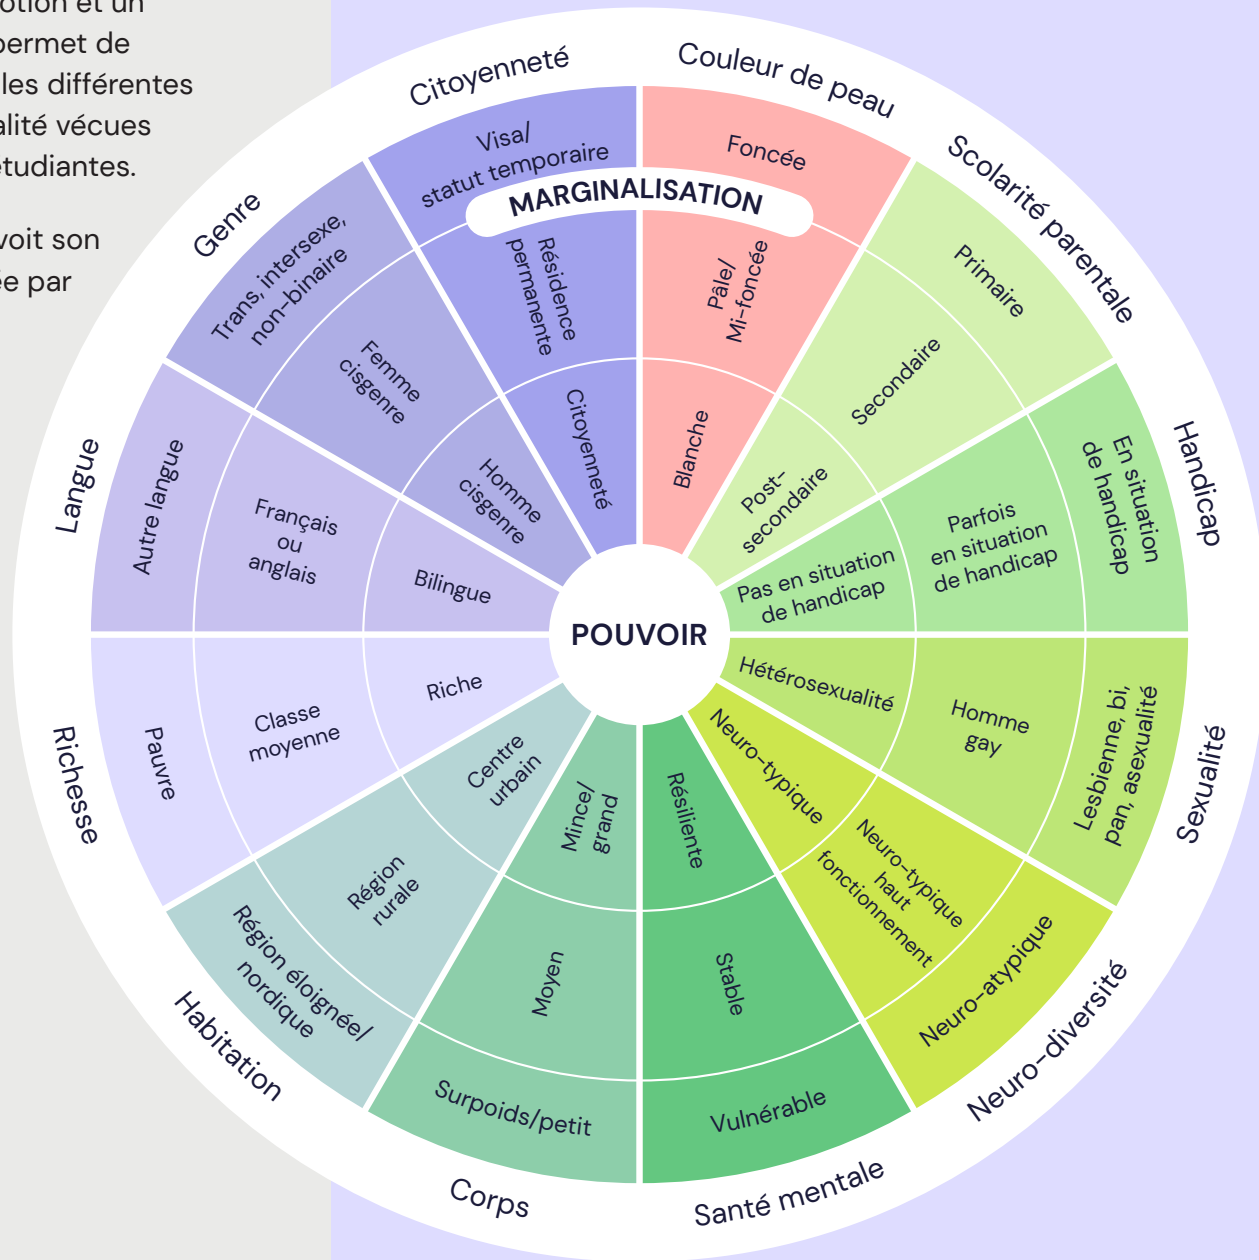 otion et un
permet de
les différentes
alité vécues
étudiantes.
voit son
ée par
Citoyenneté
Visa/
statut temporaire
Résidence
permanente
Citoyenneté
Couleur de peau
Foncée
Pâle/
Mi-foncée
Blanche
Scolarité parentale
Primaire
Secondaire
Post-
secondaire
Handicap
En situation
de handicap
Parfois
en situation
de handicap
Pas en situation
de handicap
Sexualité
Lesbienne, bi,
pan, asexualité
Homme
gay
Hétérosexualité
Neuro-diversité
Neuro-atypique
Neuro-typique
haut
fonctionnement
Neuro-typique
Santé mentale
Vulnérable
Stable
Résiliente
Corps
Surpoids/petit
Moyen
Mince/
grand
Habitation
Région éloignée/
nordique
Région
rurale
Centre
urbain
Richesse
Pauvre
Classe
moyenne
Riche
Langue
Autre langue
Français
ou
anglais
Bilingue
Genre
Trans, intersexe,
non-binaire
Femme
cisgenre
Homme
cisgenre
MARGINALISATION
POUVOIR